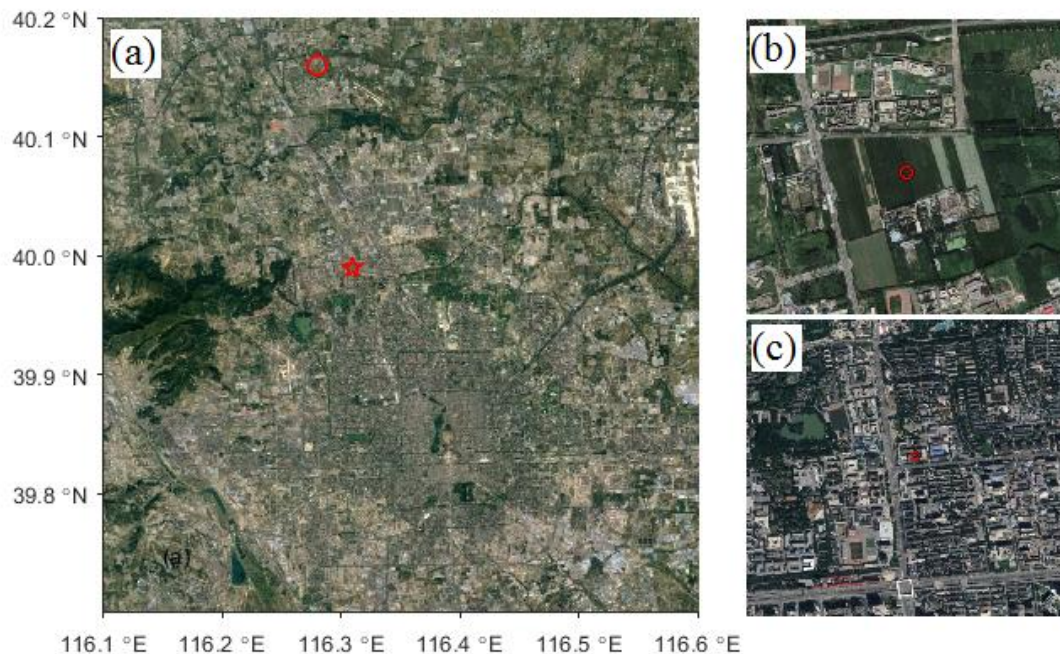 (a)
(b)
(c)
40.2 °N
40.1 °N
40.0 °N
39.9 °N
39.8 °N
116.1 °E
116.2 °E
116.3 °E
116.4 °E
116.5 °E
116.6 °E
(a)